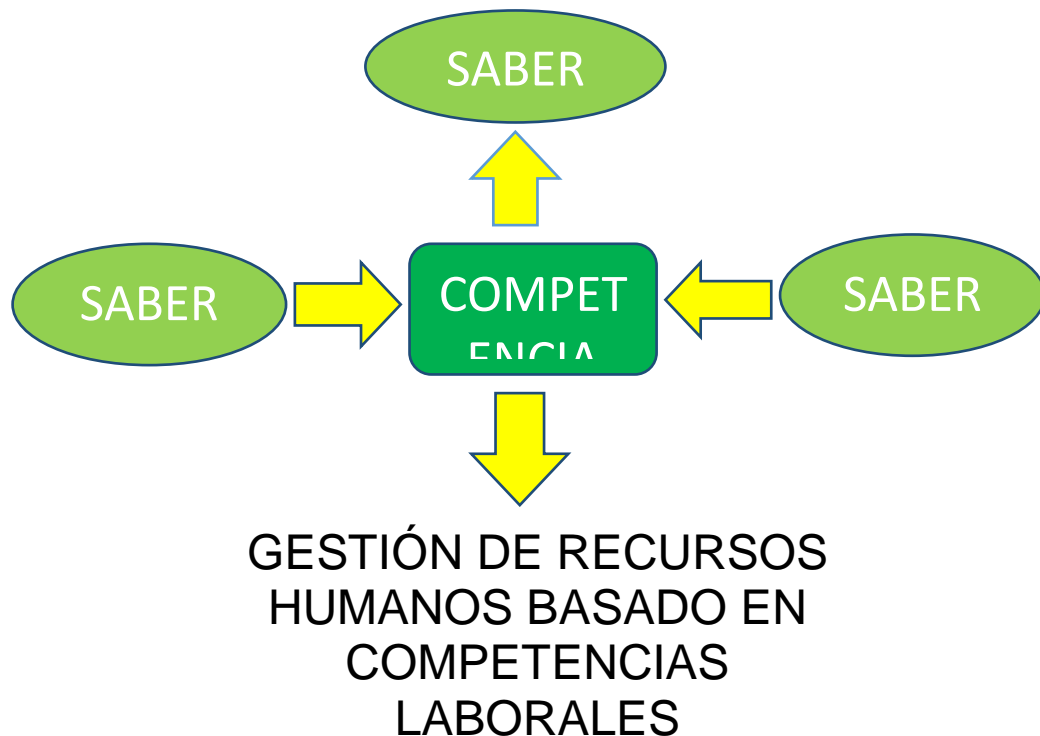 SABER
SABER
COMPET
ENCIA
SABER
GESTIÓN DE RECURSOS
HUMANOS BASADO EN
COMPETENCIAS
LABORALES